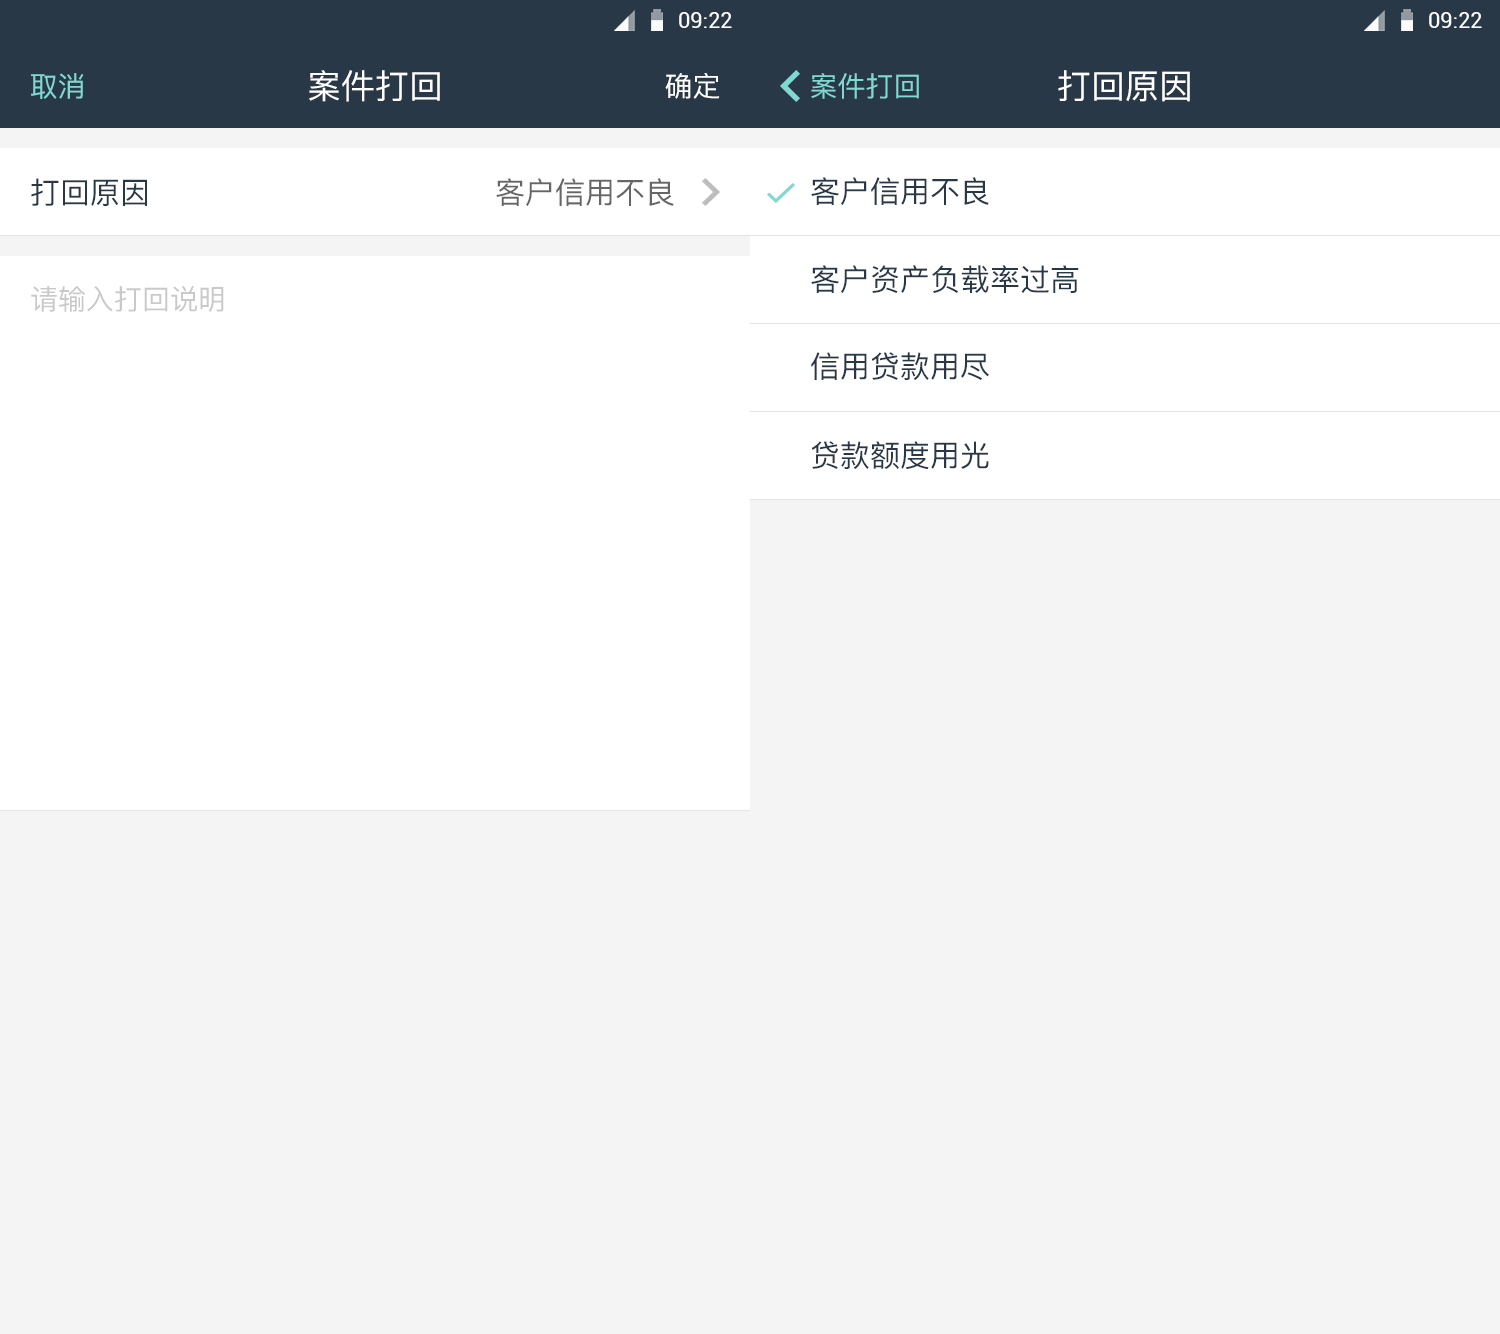 09:22
取消
案件打回
确定
打回原因
客户信用不良
请输入打回说明
09:22
案件打回
打回原因
客户信用不良
客户资产负载率过高
信用贷款用尽
贷款额度用光